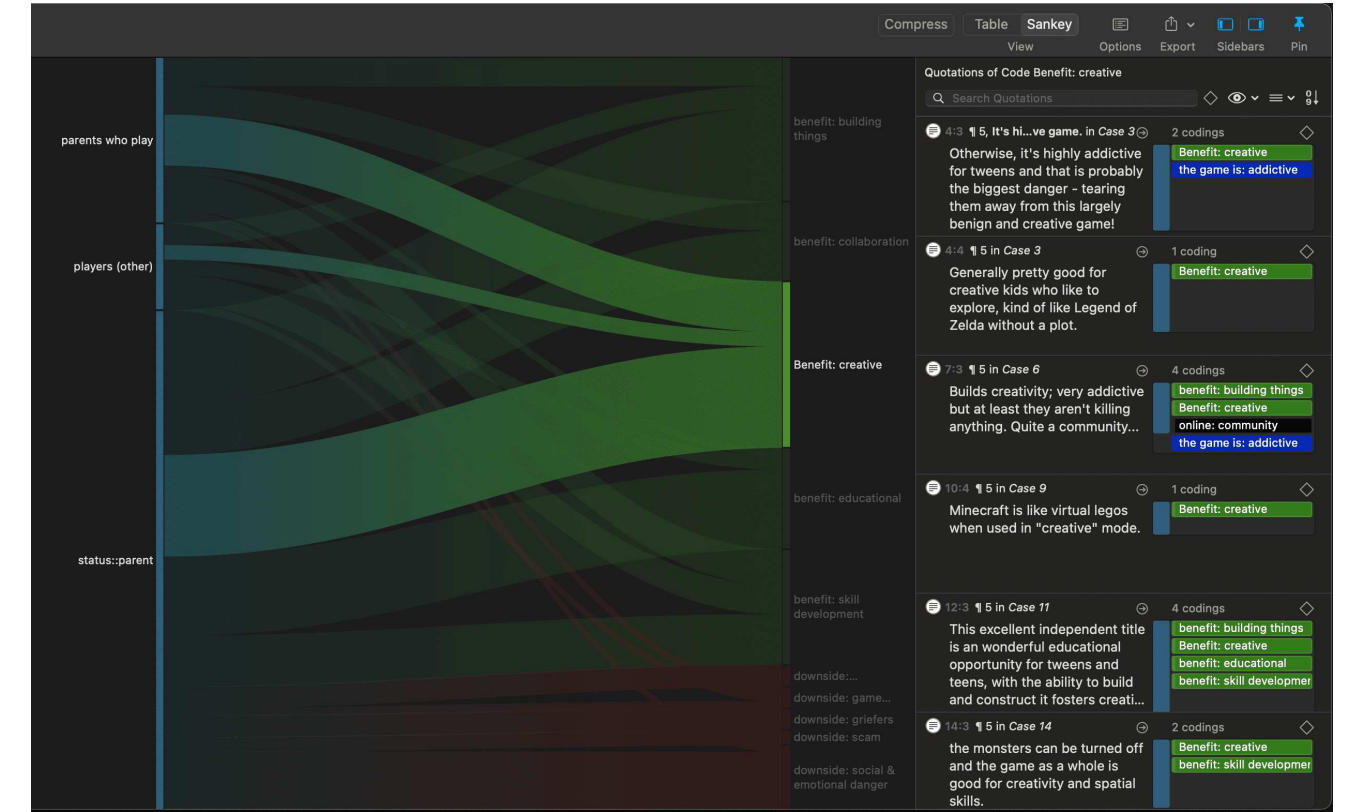 Compress
Table
Sankey
View
Options
Export
Sidebars
Pin
parents who play
players (other)
status::parent
benefit: building
things
benefit: collaboration
Benefit: creative
benefit: educational
benefit: skill
development
downside:...
downside: game...
downside: griefers
downside: scam
downside: social &
emotional danger
Quotations of Code Benefit: creative
Search Quotations
4:3 ¶ 5, It's hi...ve game. in Case 3
2 codings
Otherwise, it's highly addictive
for tweens and that is probably
the biggest danger - tearing
them away from this largely
benign and creative game!
Benefit: creative
the game is: addictive
4:4 ¶ 5 in Case 3
1 coding
Generally pretty good for
creative kids who like to
explore, kind of like Legend of
Zelda without a plot.
Benefit: creative
7:3 ¶ 5 in Case 6
4 codings
Builds creativity; very addictive
but at least they aren't killing
anything. Quite a community...
benefit: building things
Benefit: creative
online: community
the game is: addictive
10:4 ¶ 5 in Case 9
1 coding
Minecraft is like virtual legos
when used in "creative" mode.
Benefit: creative
12:3 ¶ 5 in Case 11
4 codings
This excellent independent title
is an wonderful educational
opportunity for tweens and
teens, with the ability to build
and construct it fosters creati...
benefit: building things
Benefit: creative
benefit: educational
benefit: skill developmer
14:3 ¶ 5 in Case 14
2 codings
the monsters can be turned off
and the game as a whole is
good for creativity and spatial
skills.
Benefit: creative
benefit: skill developmer